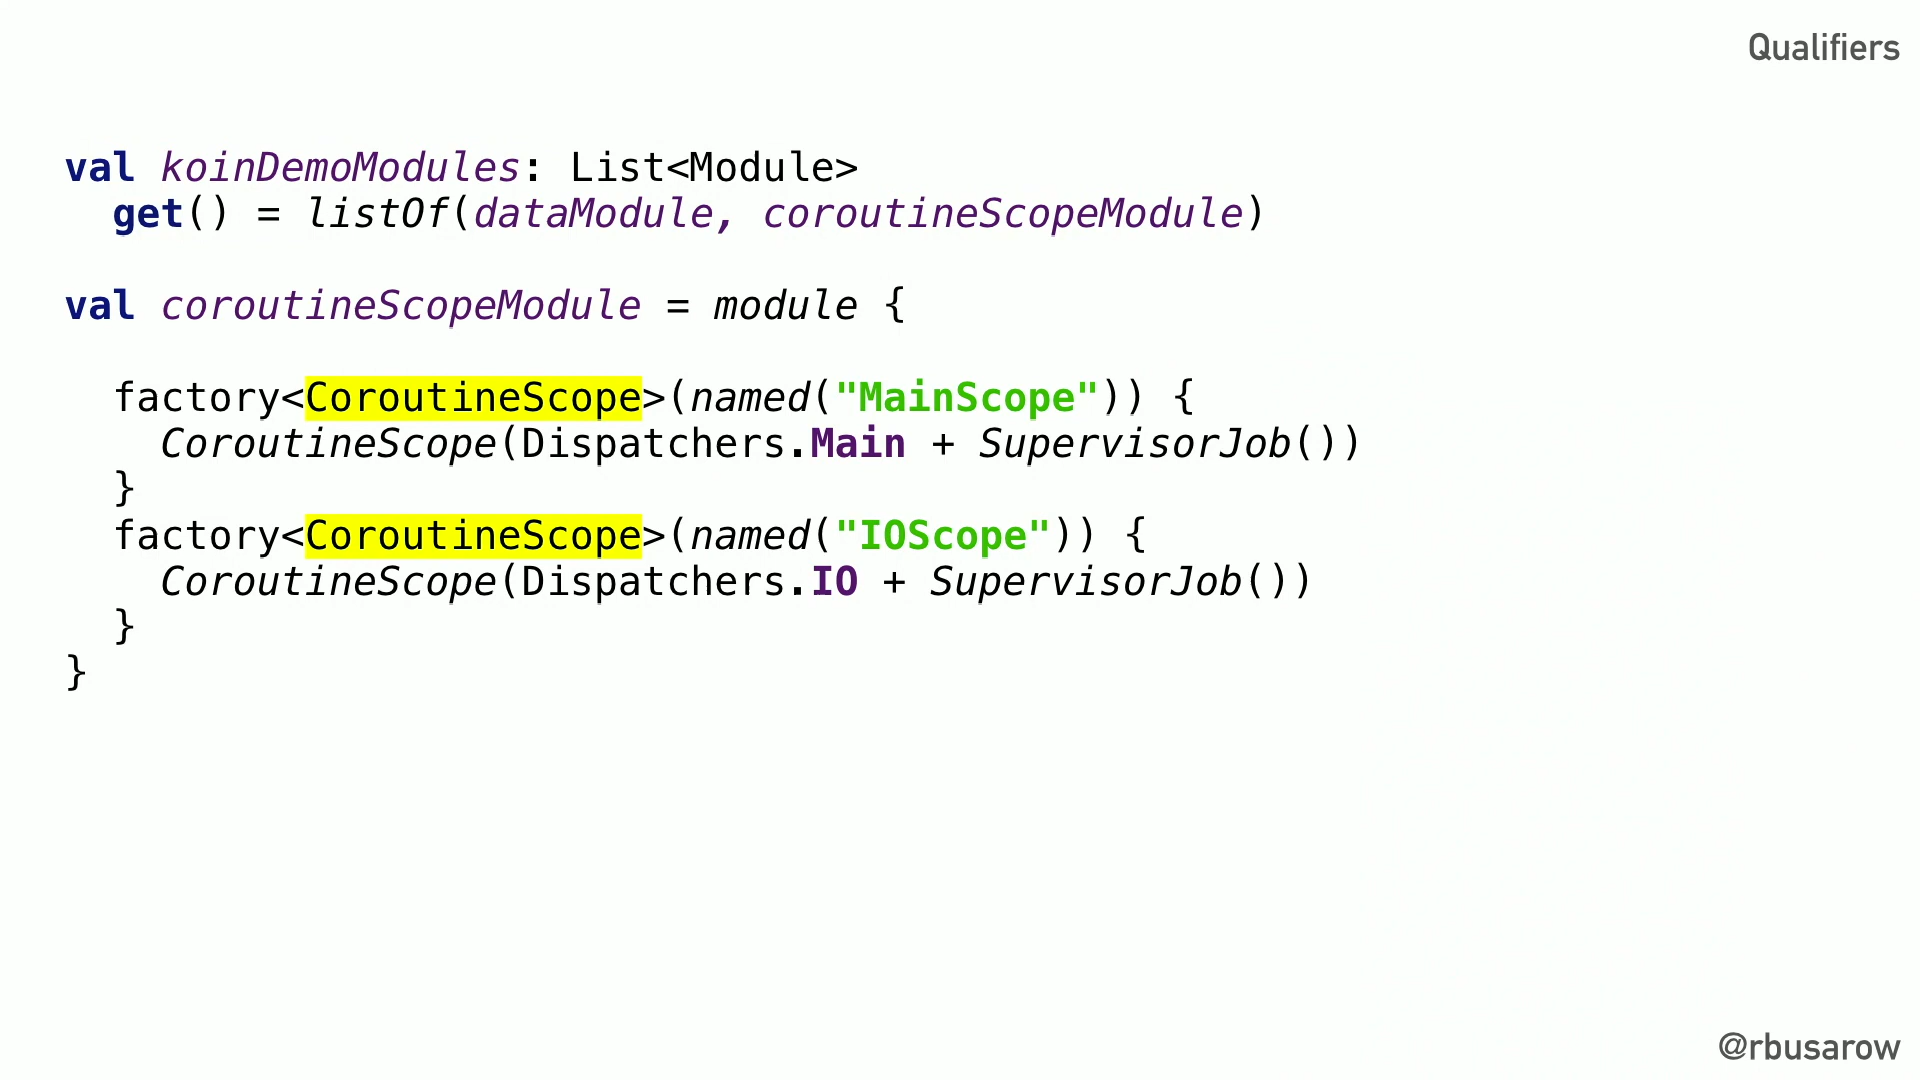 Qualifiers
val koinDemoModules: List<Module>
  get() = listOf(dataModule, coroutineScopeModule)
val coroutineScopeModule = module {
  factory<CoroutineScope>(named("MainScope")) {
    CoroutineScope(Dispatchers.Main + SupervisorJob())
  }
  factory<CoroutineScope>(named("IOScope")) {
    CoroutineScope(Dispatchers.IO + SupervisorJob())
  }
}
@rbusarow